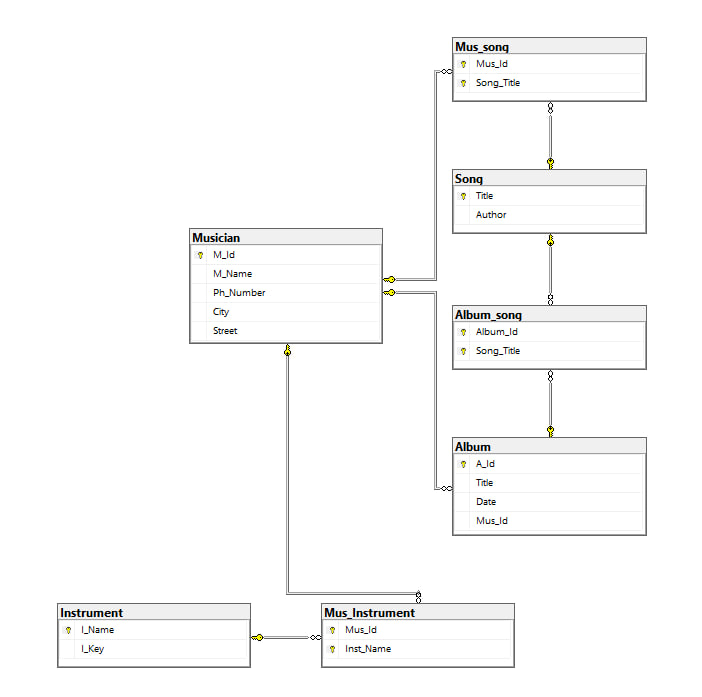 Mus_song
Mus_Id
Song_Title
Song
Title
Author
Musician
M_Id
M_Name
Ph_Number
City
Street
Album_song
Album_Id
Song_Title
Album
A_Id
Title
Date
Mus_Id
Instrument
I_Name
I_Key
Mus_Instrument
Mus_Id
Inst_Name